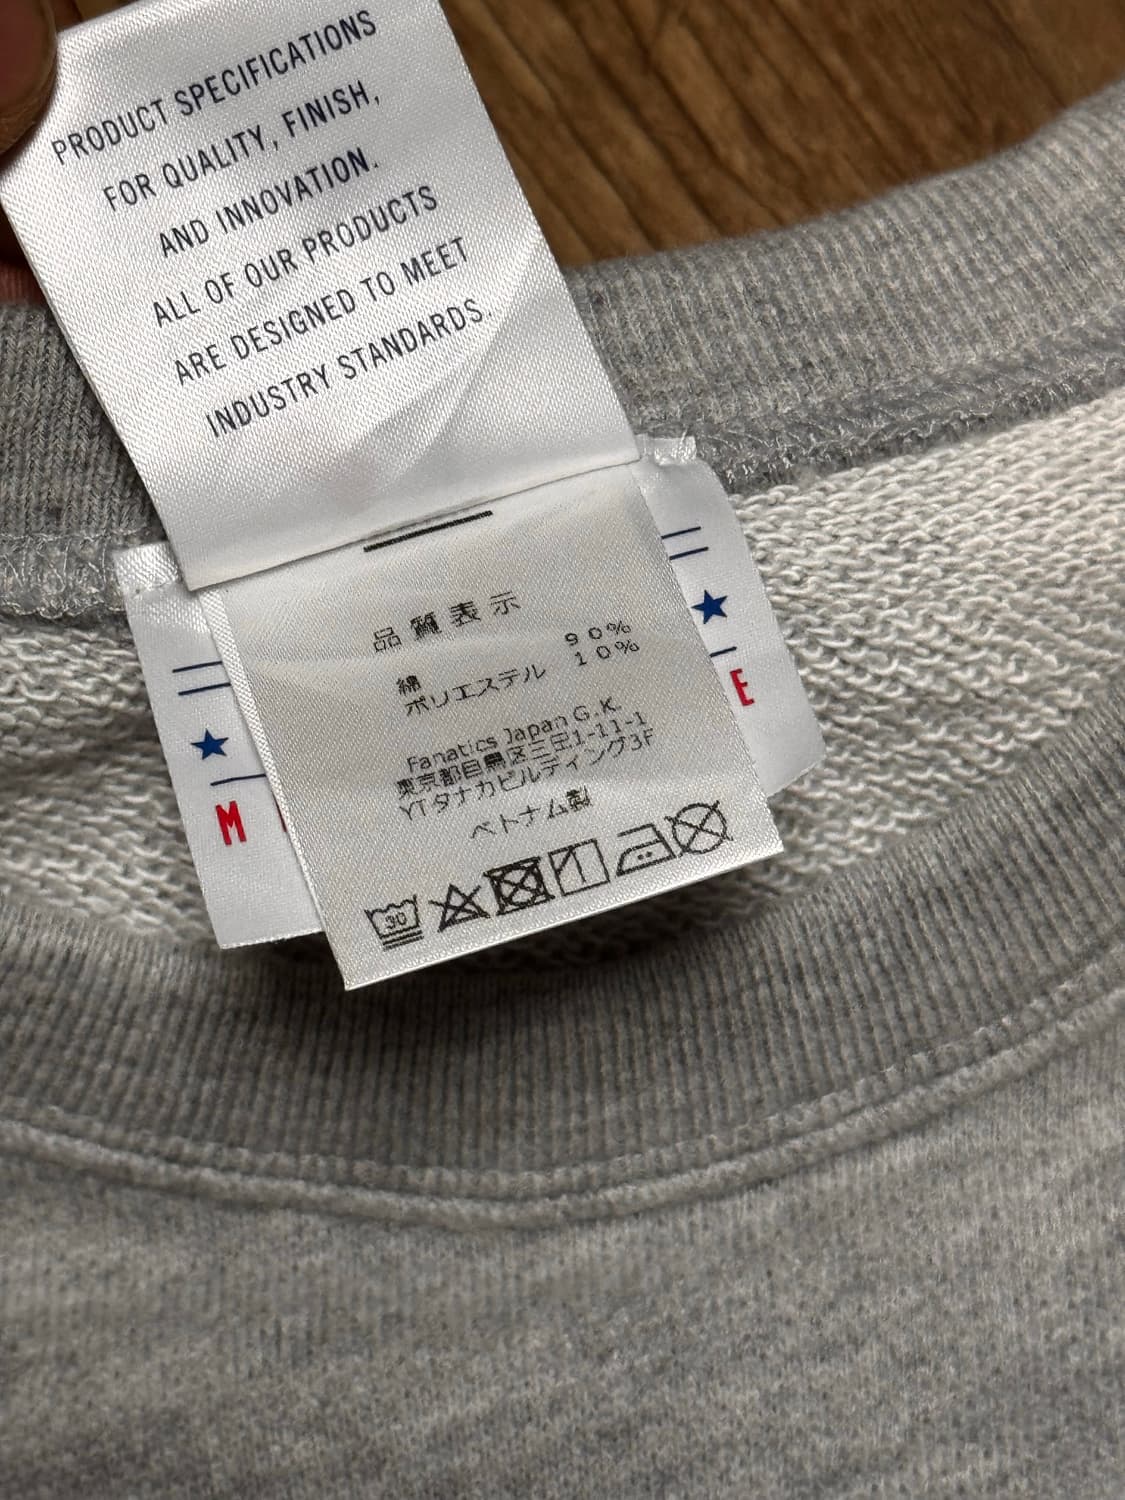 PRODUCT SPECIFICATIONS
FOR QUALITY, FINISH,
AND INNOVATION.
ALL OF OUR PRODUCTS
ARE DESIGNED TO MEET
INDUSTRY STANDARDS.
品質表示
綿 90%
ポリエステル 10%
Fanatics Japan G.K.
東京都目黒区三田1-11-1
YTタナカビルディング3F
ベトナム製
30
M
E